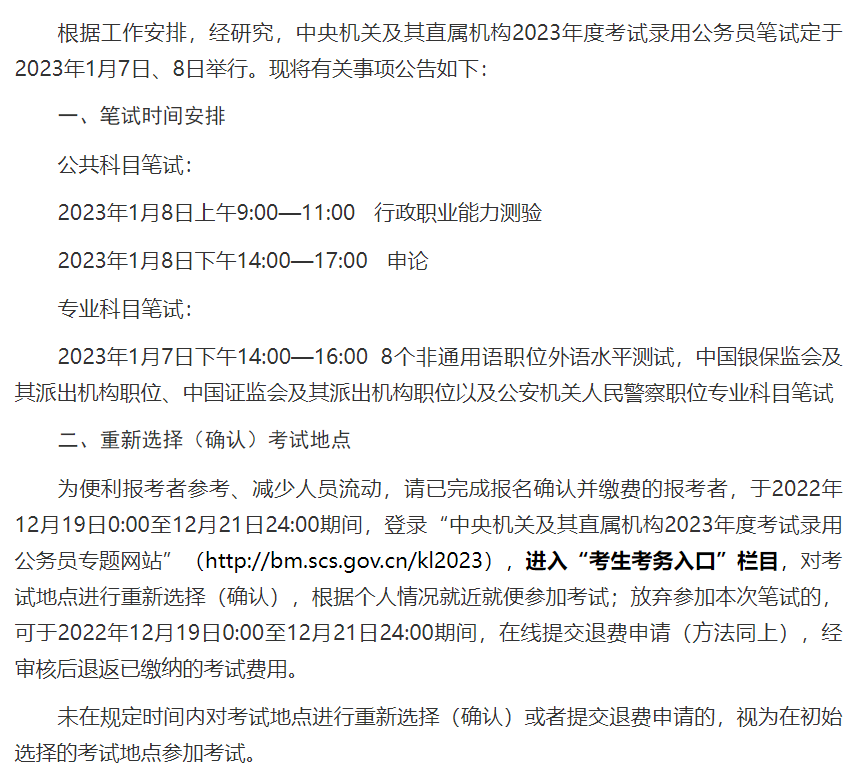 根据工作安排，经研究，中央机关及其直属机构2023年度考试录用公务员笔试定于
2023年1月7日、8日举行。现将有关事项公告如下：
一、笔试时间安排
公共科目笔试：
2023年1月8日上午9:00—11:00 行政职业能力测验
2023年1月8日下午14:00—17:00 申论
专业科目笔试：
2023年1月7日下午14:00—16:00 8个非通用语职位外语水平测试，中国银保监会及
其派出机构职位、中国证监会及其派出机构职位以及公安机关人民警察职位专业科目笔试
二、重新选择（确认）考试地点
为便利报考者参考、减少人员流动，请已完成报名确认并缴费的报考者，于2022年
12月19日0:00至12月21日24:00期间，登录“中央机关及其直属机构2023年度考试录用
公务员专题网站”（http://bm.scs.gov.cn/kl2023），进入“考生考务入口”栏目，对考
试地点进行重新选择（确认），根据个人情况就近就便参加考试；放弃参加本次笔试的，
可于2022年12月19日0:00至12月21日24:00期间，在线提交退费申请（方法同上），经
审核后退返已缴纳的考试费用。
未在规定时间内对考试地点进行重新选择（确认）或者提交退费申请的，视为在初始
选择的考试地点参加考试。